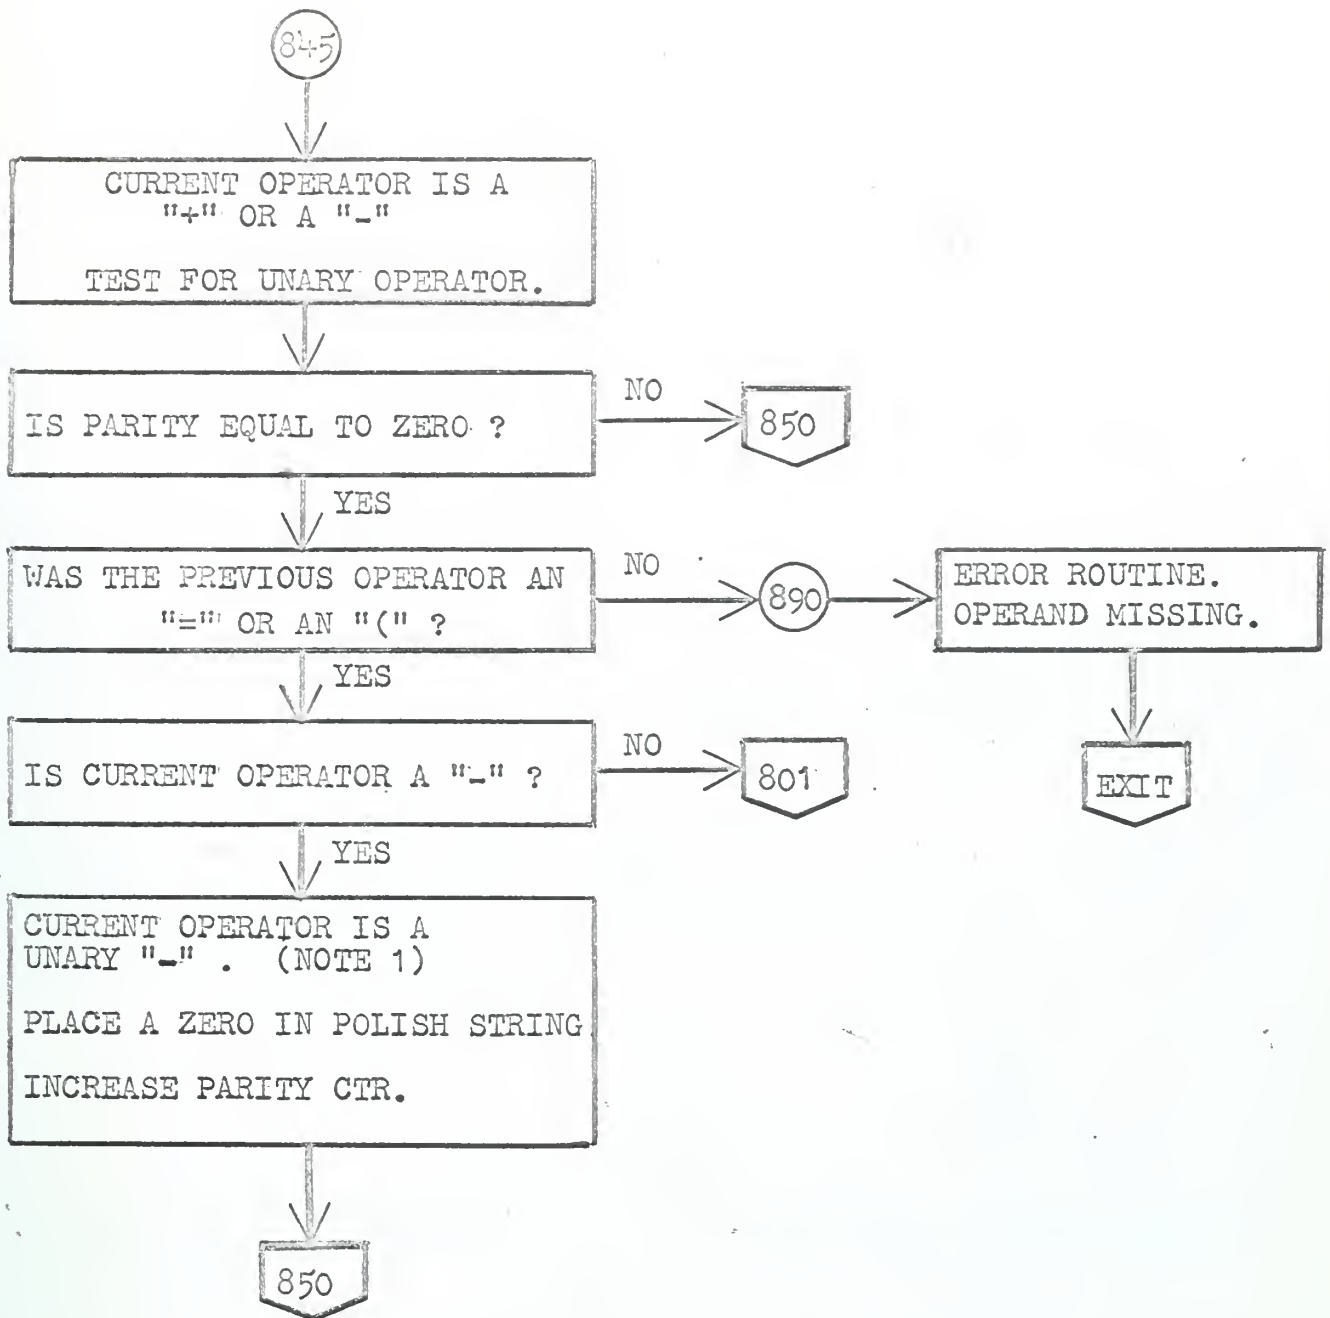 845
CURRENT OPERATOR IS A
"+" OR A "-"
TEST FOR UNARY OPERATOR.
IS PARITY EQUAL TO ZERO ?
NO
850
YES
WAS THE PREVIOUS OPERATOR AN
"=" OR AN "(" ?
NO
890
ERROR ROUTINE.
OPERAND MISSING.
EXIT
YES
IS CURRENT OPERATOR A "-" ?
NO
801
YES
CURRENT OPERATOR IS A
UNARY "-" . (NOTE 1)
PLACE A ZERO IN POLISH STRING
INCREASE PARITY CTR.
850